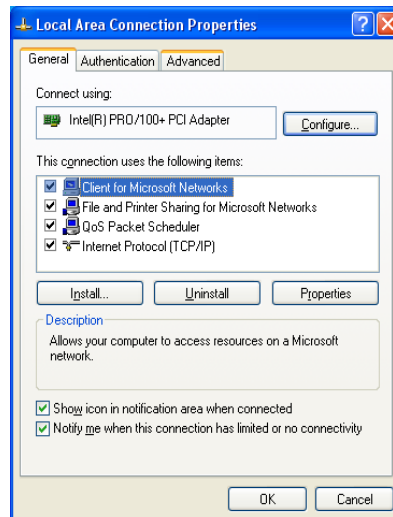 Local Area Connection Properties
General Authentication Advanced
Connect using:
Intel(R) PRO/100+ PCI Adapter
Configure...
This connection uses the following items:
Client for Microsoft Networks
File and Printer Sharing for Microsoft Networks
QoS Packet Scheduler
Internet Protocol (TCP/IP)
Install... Uninstall Properties
Description
Allows your computer to access resources on a Microsoft
network.
Show icon in notification area when connected
Notify me when this connection has limited or no connectivity
OK Cancel